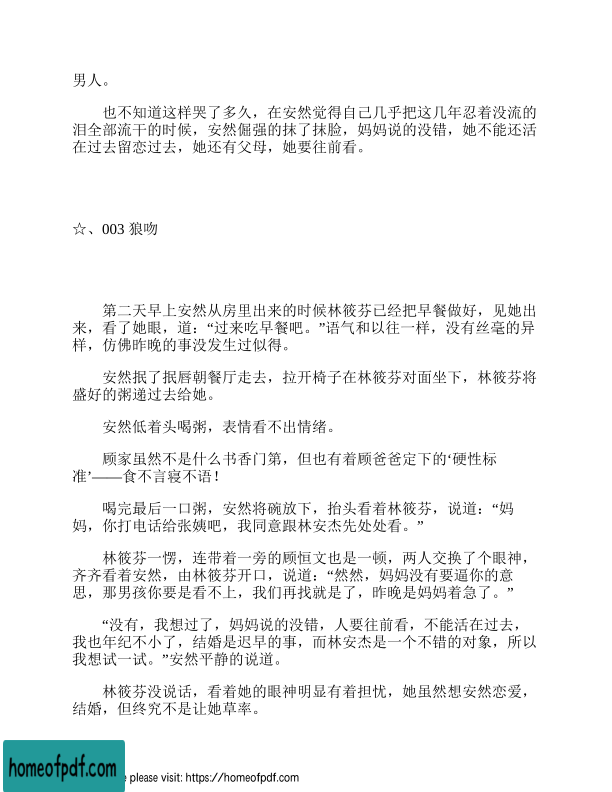 男人。
也不知道这样哭了多久，在安然觉得自己几乎把这几年忍着没流的
泪全部流干的时候，安然倔强的抹了抹脸，妈妈说的没错，她不能还活
在过去留恋过去，她还有父母，她要往前看。
☆、003 狼吻
第二天早上安然从房里出来的时候林筱芬已经把早餐做好，见她出
来，看了她眼，道：“过来吃早餐吧。”语气和以往一样，没有丝毫的异
样，仿佛昨晚的事没发生过似得。
安然抿了抿唇朝餐厅走去，拉开椅子在林筱芬对面坐下，林筱芬将
盛好的粥递过去给她。
安然低着头喝粥，表情看不出情绪。
顾家虽然不是什么书香门第，但也有着顾爸爸定下的‘硬性标
准’——食不言寝不语！
喝完最后一口粥，安然将碗放下，抬头看着林筱芬，说道：“妈
妈，你打电话给张姨吧，我同意跟林安杰先处处看。”
林筱芬一愣，连带着一旁的顾恒文也是一顿，两人交换了个眼神，
齐齐看着安然，由林筱芬开口，说道：“然然，妈妈没有要逼你的意
思，那男孩你要是看不上，我们再找就是了，昨晚是妈妈着急了。”
“没有，我想过了，妈妈说的没错，人要往前看，不能活在过去，
我也年纪不小了，结婚是迟早的事，而林安杰是一个不错的对象，所以
我想试一试。”安然平静的说道。
林筱芬没说话，看着她的眼神明显有着担忧，她虽然想安然恋爱，
结婚，但终究不是让她草率。
homeofpdf.com
e please visit: https://homeofpdf.com